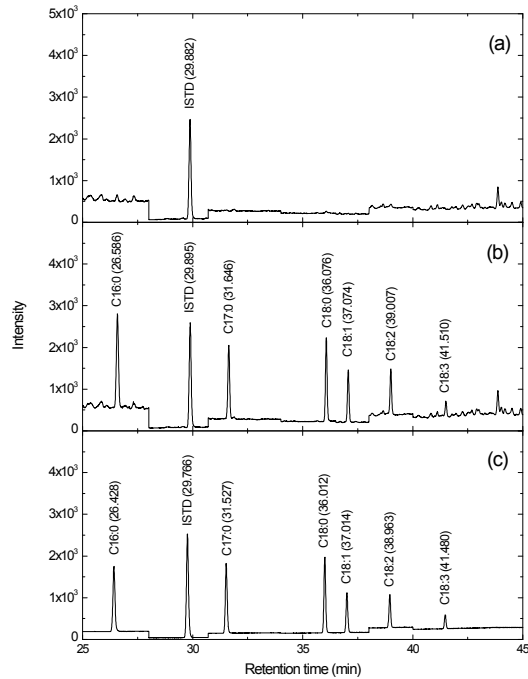 5x10³
(a)
4x10³
3x10³
2x10³
1x10³
0
ISTD (29.882)
(b)
4x10³
3x10³
2x10³
1x10³
0
C16:0 (26.586)
ISTD (29.895)
C17:0 (31.646)
C18:0 (36.076)
C18:1 (37.074)
C18:2 (39.007)
C18:3 (41.510)
Intensity
(c)
4x10³
3x10³
2x10³
1x10³
0
C16:0 (26.428)
ISTD (29.766)
C17:0 (31.527)
C18:0 (36.012)
C18:1 (37.014)
C18:2 (38.963)
C18:3 (41.480)
25 30 35 40 45
Retention time (min)